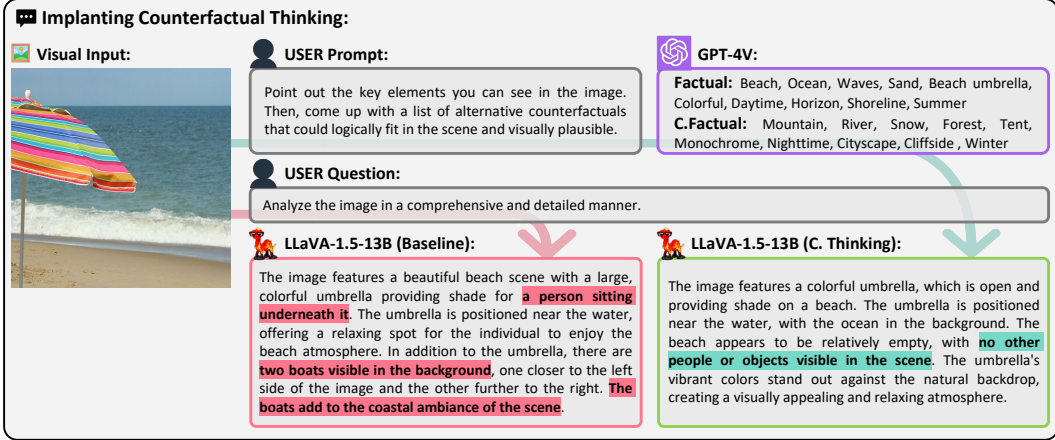 Implanting Counterfactual Thinking:
Visual Input:
USER Prompt:
Point out the key elements you can see in the image.
Then, come up with a list of alternative counterfactuals
that could logically fit in the scene and visually plausible.
GPT-4V:
Factual: Beach, Ocean, Waves, Sand, Beach umbrella,
Colorful, Daytime, Horizon, Shoreline, Summer
C.Factual: Mountain, River, Snow, Forest, Tent,
Monochrome, Nighttime, Cityscape, Cliffside , Winter
USER Question:
Analyze the image in a comprehensive and detailed manner.
LLaVA-1.5-13B (Baseline):
The image features a beautiful beach scene with a large,
colorful umbrella providing shade for a person sitting
underneath it. The umbrella is positioned near the water,
offering a relaxing spot for the individual to enjoy the
beach atmosphere. In addition to the umbrella, there are
two boats visible in the background, one closer to the left
side of the image and the other further to the right. The
boats add to the coastal ambiance of the scene.
LLaVA-1.5-13B (C. Thinking):
The image features a colorful umbrella, which is open and
providing shade on a beach. The umbrella is positioned
near the water, with the ocean in the background. The
beach appears to be relatively empty, with no other
people or objects visible in the scene. The umbrella's
vibrant colors stand out against the natural backdrop,
creating a visually appealing and relaxing atmosphere.